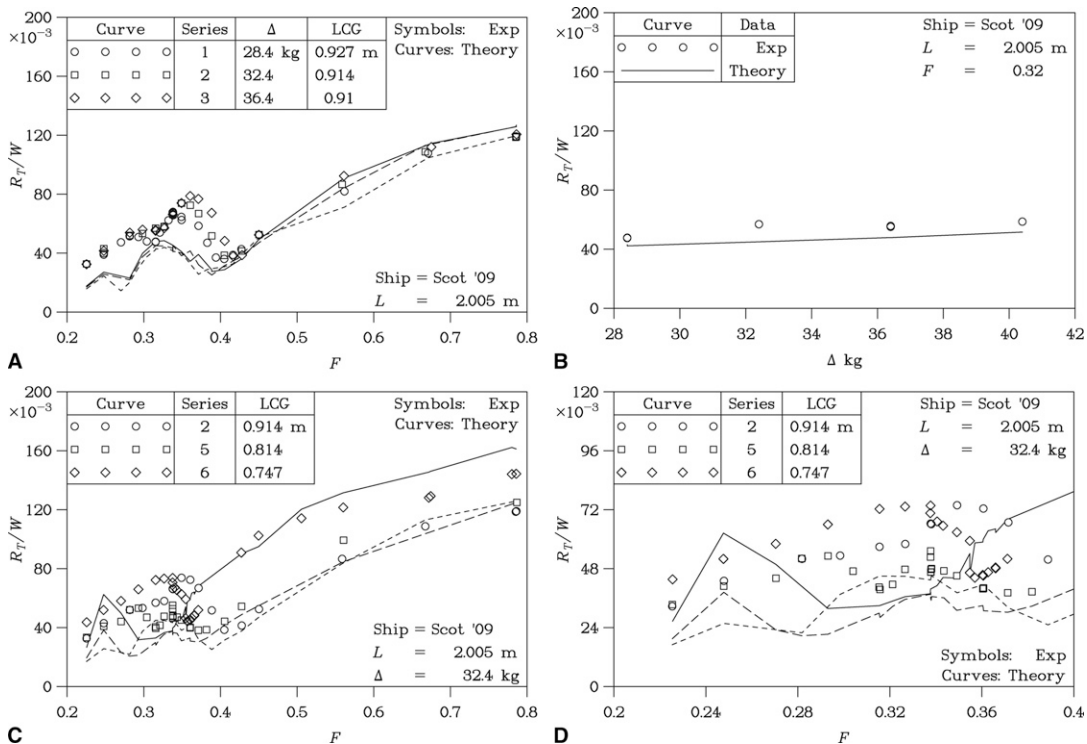 200
×10⁻³
160
120
80
40
0
R_T/W
Curve Series Δ LCG
1 28.4 kg 0.927 m
2 32.4 0.914
3 36.4 0.91
Symbols: Exp
Curves: Theory
Ship = Scot '09
L = 2.005 m
0.2 0.3 0.4 0.5 0.6 0.7 0.8
F
A
200
×10⁻³
160
120
80
40
0
R_T/W
Curve Data
Exp
Theory
Ship = Scot '09
L = 2.005 m
F = 0.32
28 30 32 34 36 38 40 42
Δ kg
B
200
×10⁻³
160
120
80
40
0
R_T/W
Curve Series LCG
2 0.914 m
5 0.814
6 0.747
Symbols: Exp
Curves: Theory
Ship = Scot '09
L = 2.005 m
Δ = 32.4 kg
0.2 0.3 0.4 0.5 0.6 0.7 0.8
F
C
120
×10⁻³
96
72
48
24
0
R_T/W
Curve Series LCG
2 0.914 m
5 0.814
6 0.747
Ship = Scot '09
L = 2.005 m
Δ = 32.4 kg
Symbols: Exp
Curves: Theory
0.2 0.24 0.28 0.32 0.36 0.4
F
D